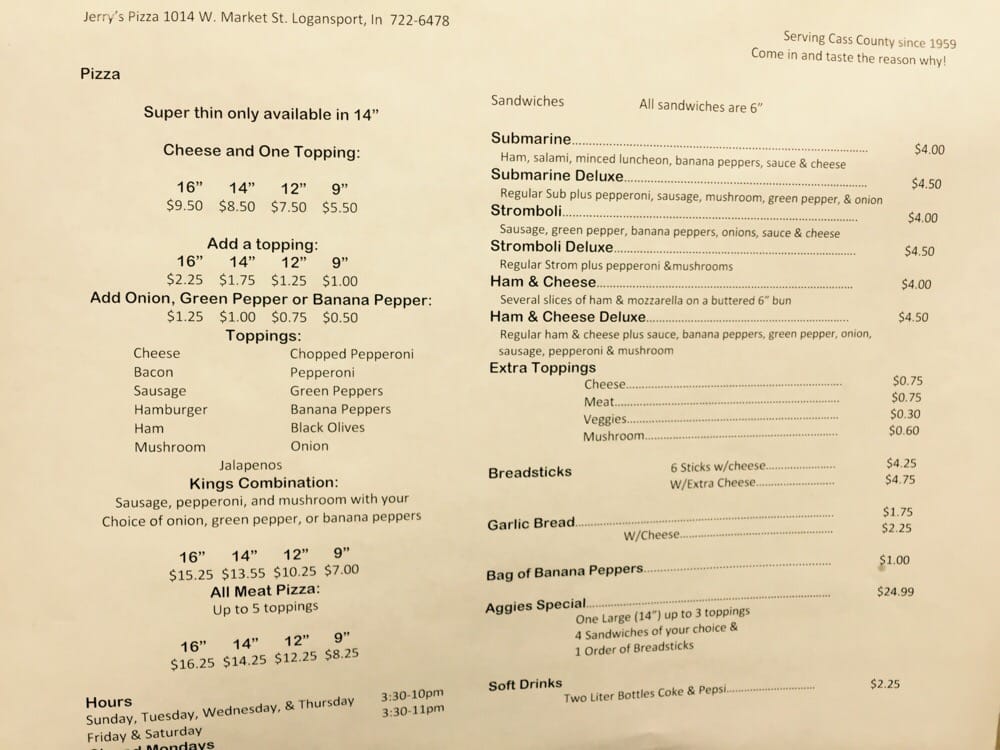 Jerry's Pizza 1014 W. Market St. Logansport, In 722-6478
Serving Cass County since 1959
Come in and taste the reason why!
Pizza
Super thin only available in 14"
Cheese and One Topping:
16" 14" 12" 9"
$9.50 $8.50 $7.50 $5.50
Add a topping:
16" 14" 12" 9"
$2.25 $1.75 $1.25 $1.00
Add Onion, Green Pepper or Banana Pepper:
$1.25 $1.00 $0.75 $0.50
Toppings:
Cheese Chopped Pepperoni
Bacon Pepperoni
Sausage Green Peppers
Hamburger Banana Peppers
Ham Black Olives
Mushroom Onion
Jalapenos
Kings Combination:
Sausage, pepperoni, and mushroom with your
Choice of onion, green pepper, or banana peppers
16" 14" 12" 9"
$15.25 $13.55 $10.25 $7.00
All Meat Pizza:
Up to 5 toppings
16" 14" 12" 9"
$16.25 $14.25 $12.25 $8.25
Hours
Sunday, Tuesday, Wednesday, & Thursday 3:30-10pm
Friday & Saturday 3:30-11pm
Closed Mondays
Sandwiches All sandwiches are 6"
Submarine $4.00
Ham, salami, minced luncheon, banana peppers, sauce & cheese
Submarine Deluxe $4.50
Regular Sub plus pepperoni, sausage, mushroom, green pepper, & onion
Stromboli $4.00
Sausage, green pepper, banana peppers, onions, sauce & cheese
Stromboli Deluxe $4.50
Regular Strom plus pepperoni &mushrooms
Ham & Cheese $4.00
Several slices of ham & mozzarella on a buttered 6" bun
Ham & Cheese Deluxe $4.50
Regular ham & cheese plus sauce, banana peppers, green pepper, onion,
sausage, pepperoni & mushroom
Extra Toppings
Cheese $0.75
Meat $0.75
Veggies $0.30
Mushroom $0.60
Breadsticks 6 Sticks w/cheese $4.25
W/Extra Cheese $4.75
Garlic Bread $1.75
W/Cheese $2.25
Bag of Banana Peppers $1.00
Aggies Special $24.99
One Large (14") up to 3 toppings
4 Sandwiches of your choice &
1 Order of Breadsticks
Soft Drinks
Two Liter Bottles Coke & Pepsi $2.25